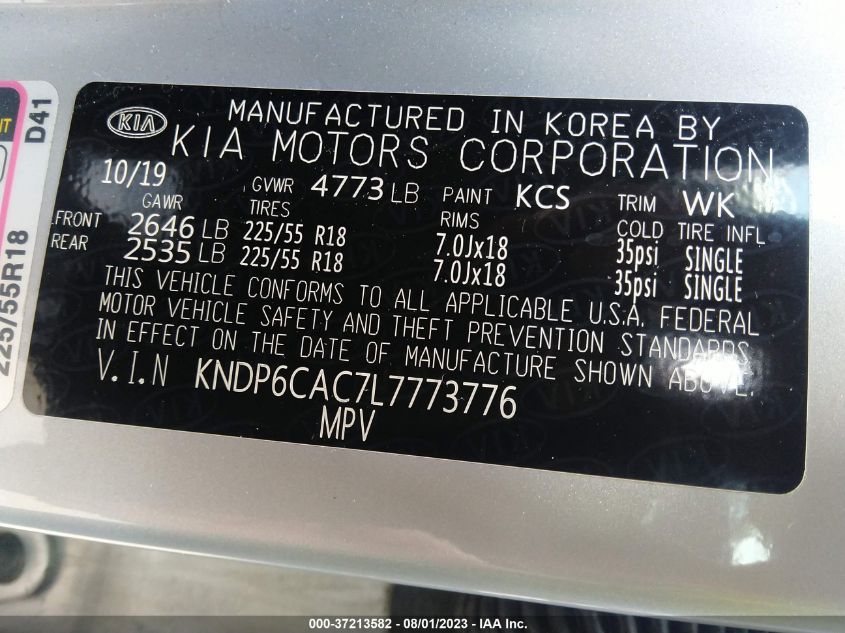 KIA
MANUFACTURED IN KOREA BY
KIA MOTORS CORPORATION
10/19 GVWR 4773 LB PAINT KCS TRIM WK
GAWR TIRES RIMS COLD TIRE INFL
FRONT 2646 LB 225/55 R18 7.0Jx18 35psi SINGLE
REAR 2535 LB 225/55 R18 7.0Jx18 35psi SINGLE
THIS VEHICLE CONFORMS TO ALL APPLICABLE U.S.A. FEDERAL
MOTOR VEHICLE SAFETY AND THEFT PREVENTION STANDARDS
IN EFFECT ON THE DATE OF MANUFACTURE SHOWN ABOVE.
V.I.N KNDP6CAC7L7773776
MPV
D41
225/55R18
000-37213582 - 08/01/2023 - IAA Inc.